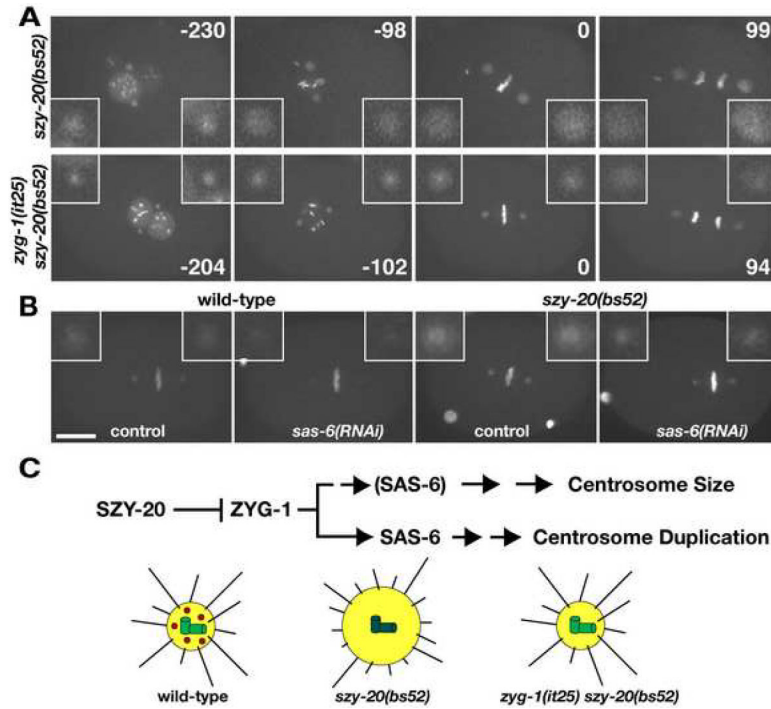 A
szy-20(bs52)
-230
-98
0
99
zyg-1(it25)
szy-20(bs52)
-204
-102
0
94
wild-type
szy-20(bs52)
B
control
sas-6(RNAi)
control
sas-6(RNAi)
C
SZY-20 ZYG-1 (SAS-6) Centrosome Size
SAS-6 Centrosome Duplication
wild-type
szy-20(bs52)
zyg-1(it25) szy-20(bs52)